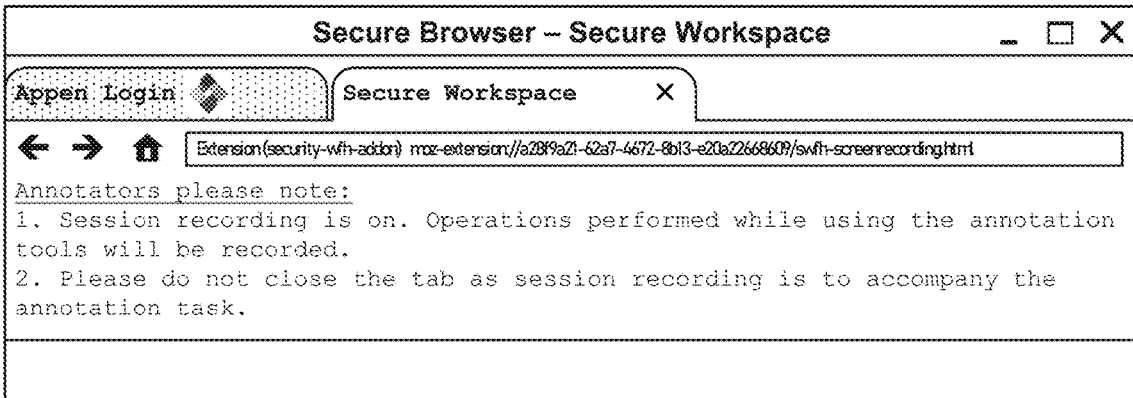 Secure Browser – Secure Workspace
Appen Login
Secure Workspace
Extension (security-wfh-addon) moz-extension://a28f9a21-62a7-4672-8b13-e20a22668609/swfh-screenrecording.html
Annotators please note:
1. Session recording is on. Operations performed while using the annotation
tools will be recorded.
2. Please do not close the tab as session recording is to accompany the
annotation task.